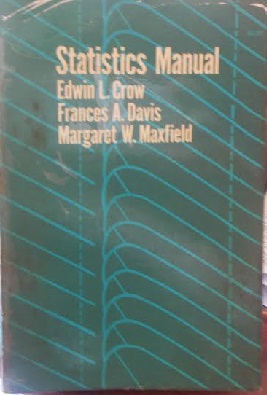 Statistics Manual
Edwin L. Crow
Frances A. Davis
Margaret W. Maxfield